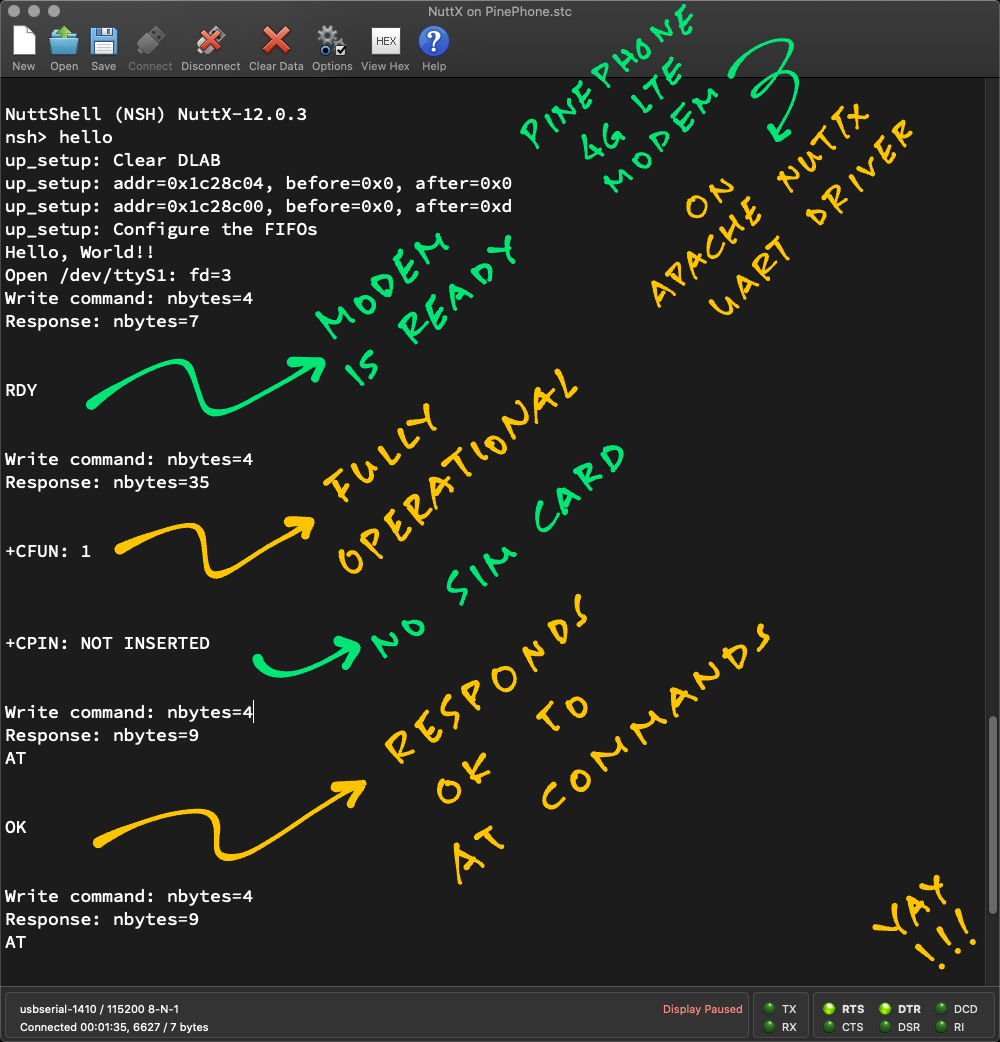 NuttX on PinePhone.stc
New Open Save Connect Disconnect Clear Data Options HEX View Hex ? Help
PINEPHONE
4G LTE
MODEM
ON
APACHE NUTTX
UART DRIVER
NuttShell (NSH) NuttX-12.0.3
nsh> hello
up_setup: Clear DLAB
up_setup: addr=0x1c28c04, before=0x0, after=0x0
up_setup: addr=0x1c28c00, before=0x0, after=0xd
up_setup: Configure the FIFOs
Hello, World!!
Open /dev/ttyS1: fd=3
Write command: nbytes=4
Response: nbytes=7
RDY
MODEM
IS READY
Write command: nbytes=4
Response: nbytes=35
+CFUN: 1
FULLY
OPERATIONAL
+CPIN: NOT INSERTED
NO SIM CARD
Write command: nbytes=4
Response: nbytes=9
AT
OK
RESPONDS
OK TO
AT COMMANDS
Write command: nbytes=4
Response: nbytes=9
AT
YAY
!!!
usbserial-1410 / 115200 8-N-1
Connected 00:01:35, 6627 / 7 bytes
Display Paused
TX RTS DTR DCD
RX CTS DSR RI